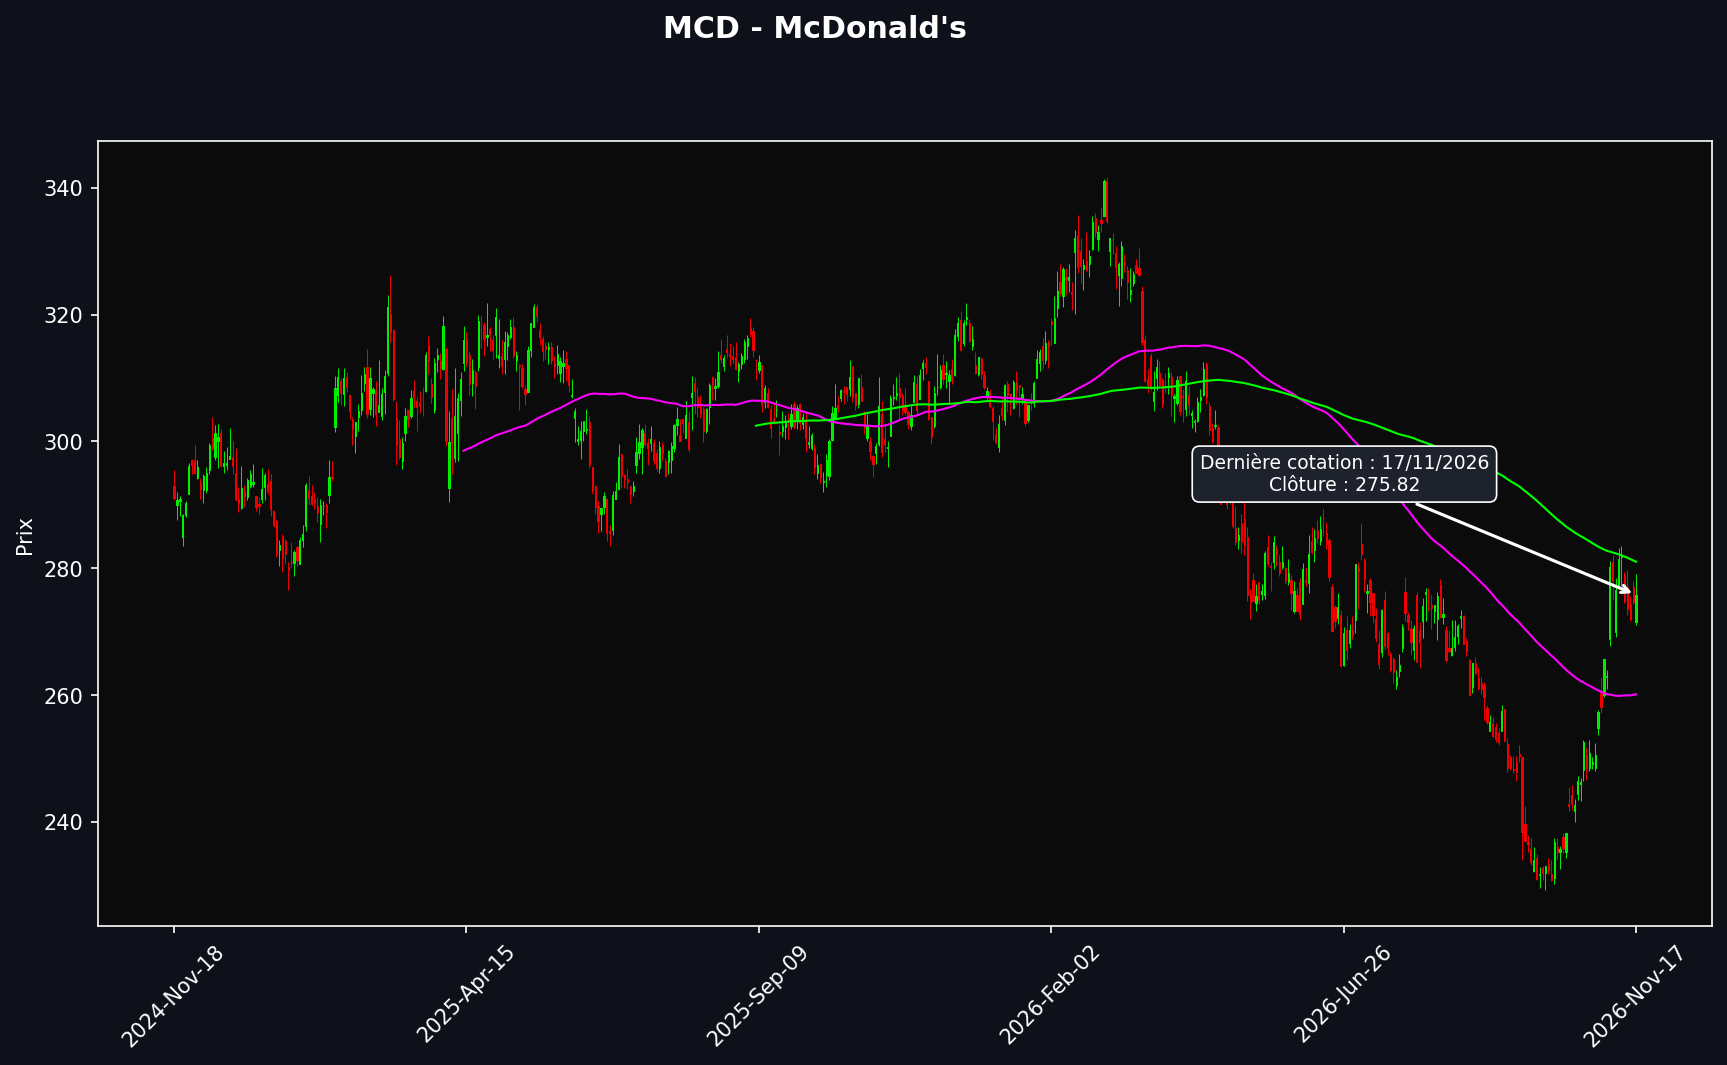 MCD - McDonald's
Prix
340
320
300
280
260
240
Dernière cotation : 17/11/2026
Clôture : 275.82
2024-Nov-18
2025-Apr-15
2025-Sep-09
2026-Feb-02
2026-Jun-26
2026-Nov-17